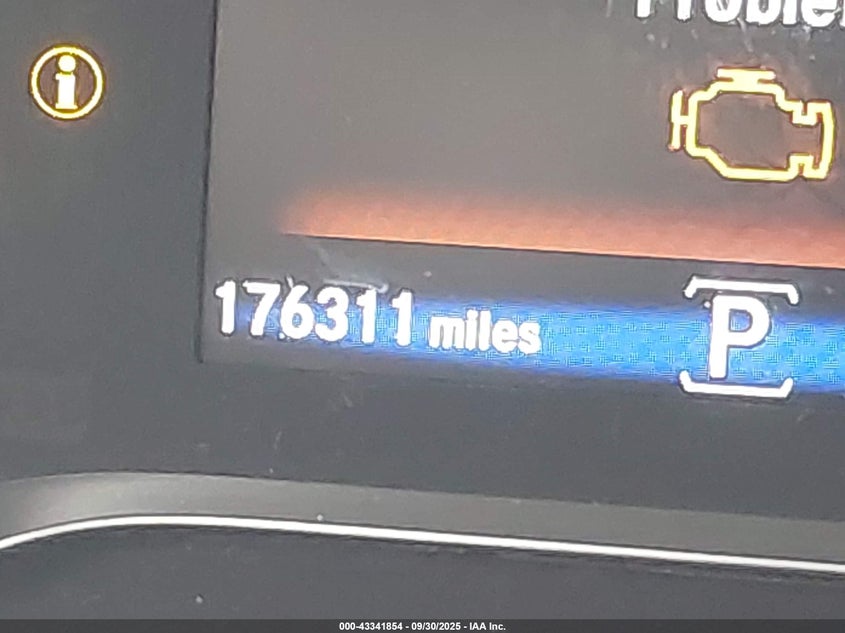 176311 miles
P
000-43341854 - 09/30/2025 - IAA Inc.